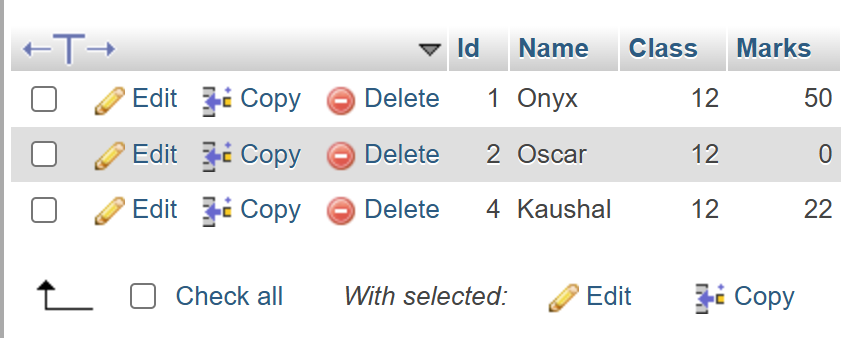 Id Name Class Marks
Edit Copy Delete 1 Onyx 12 50
Edit Copy Delete 2 Oscar 12 0
Edit Copy Delete 4 Kaushal 12 22
Check all With selected: Edit Copy